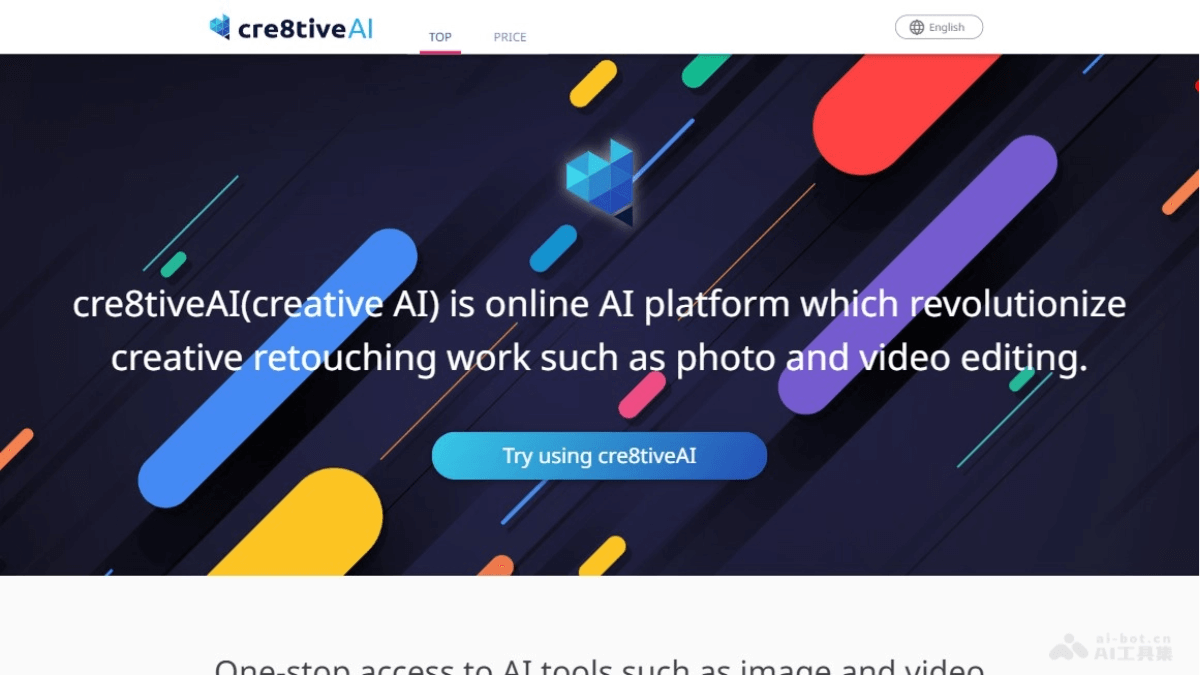 cre8tiveAI
TOP
PRICE
English
cre8tiveAI(creative AI) is online AI platform which revolutionize
creative retouching work such as photo and video editing.
Try using cre8tiveAI
One-stop access to AI tools such as image and video
ai-bot.cn
AI工具集